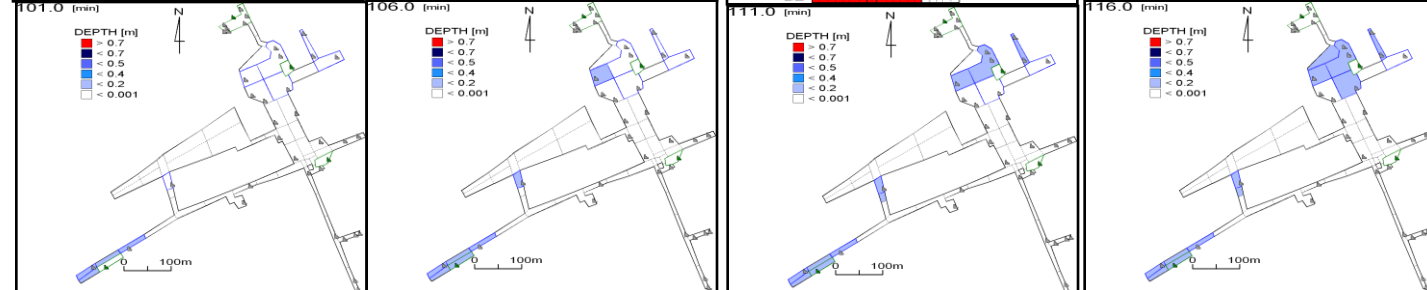 101.0 [min]
N
DEPTH [m]
> 0.7
< 0.7
< 0.5
< 0.4
< 0.2
< 0.001
0 100m
106.0 [min]
N
DEPTH [m]
> 0.7
< 0.7
< 0.5
< 0.4
< 0.2
< 0.001
0 100m
111.0 [min]
N
DEPTH [m]
> 0.7
< 0.7
< 0.5
< 0.4
< 0.2
< 0.001
0 100m
116.0 [min]
N
DEPTH [m]
> 0.7
< 0.7
< 0.5
< 0.4
< 0.2
< 0.001
0 100m